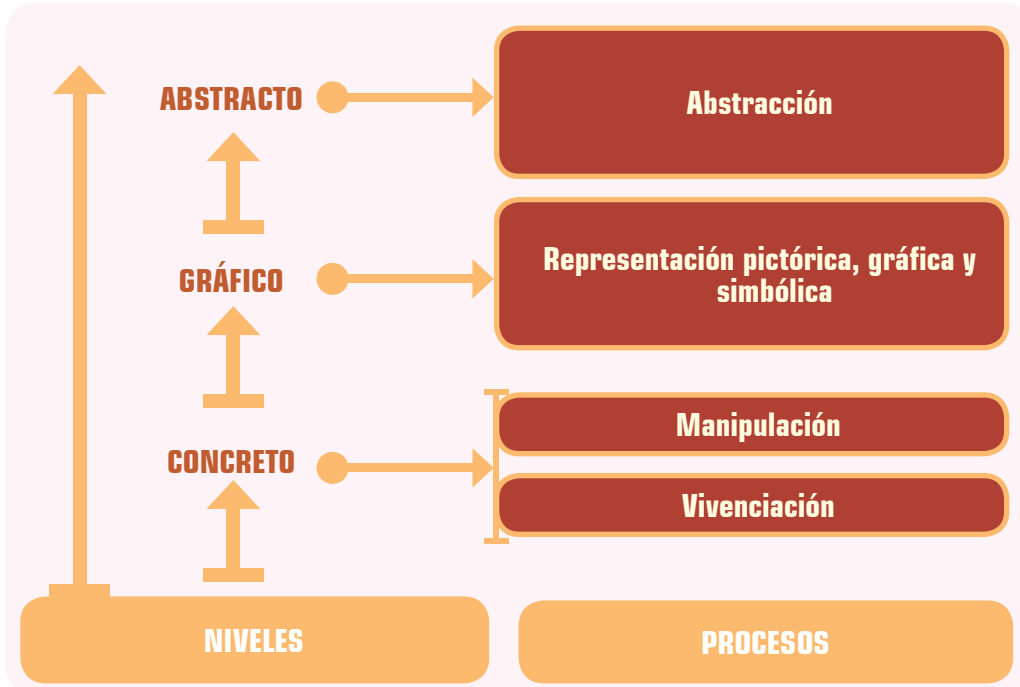 ABSTRACTO
Abstracción
GRÁFICO
Representación pictórica, gráfica y
simbólica
CONCRETO
Manipulación
Vivenciación
NIVELES
PROCESOS